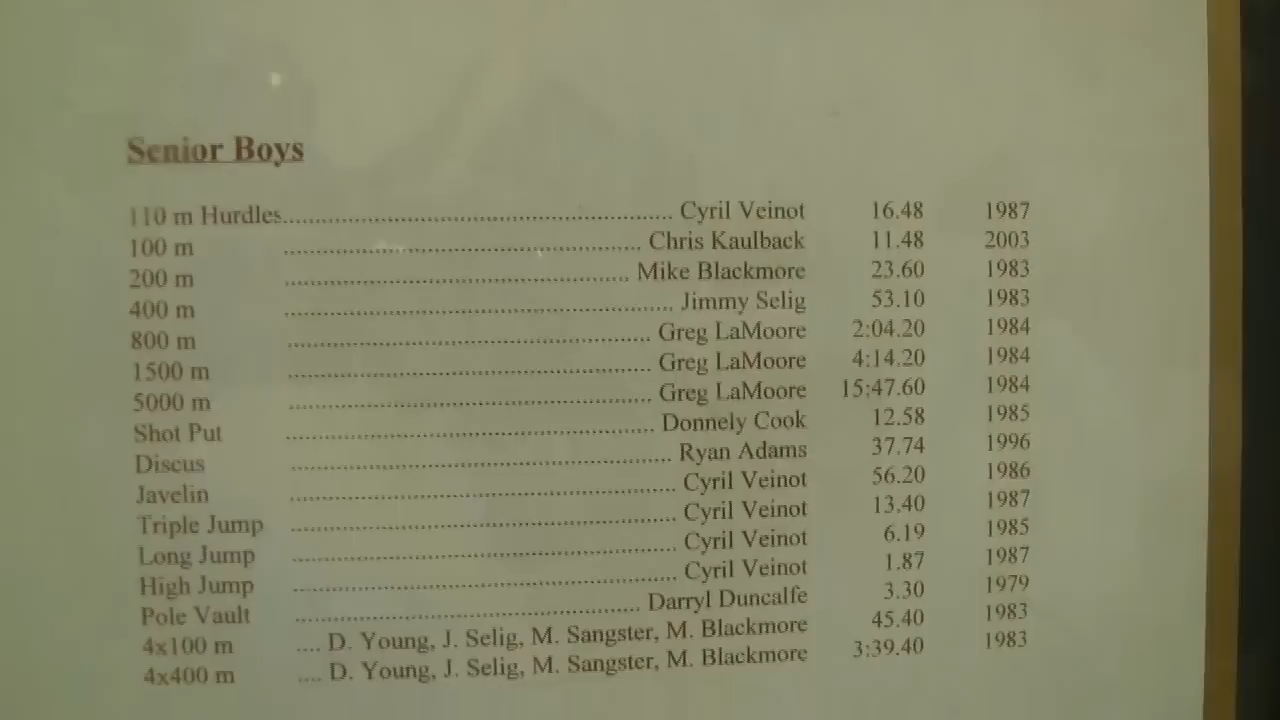 Senior Boys
110 m Hurdles................................................................ Cyril Veinot 16.48 1987
100 m ........................................................... Chris Kaulback 11.48 2003
200 m ......................................................... Mike Blackmore 23.60 1983
400 m ................................................................ Jimmy Selig 53.10 1983
800 m ............................................................ Greg LaMoore 2:04.20 1984
1500 m ............................................................ Greg LaMoore 4:14.20 1984
5000 m ............................................................ Greg LaMoore 15:47.60 1984
Shot Put ............................................................ Donnely Cook 12.58 1985
Discus ............................................................... Ryan Adams 37.74 1996
Javelin ................................................................ Cyril Veinot 56.20 1986
Triple Jump ................................................................ Cyril Veinot 13.40 1987
Long Jump ................................................................ Cyril Veinot 6.19 1985
High Jump ................................................................ Cyril Veinot 1.87 1987
Pole Vault .......................................................... Darryl Duncalfe 3.30 1979
4x100 m .... D. Young, J. Selig, M. Sangster, M. Blackmore 45.40 1983
4x400 m .... D. Young, J. Selig, M. Sangster, M. Blackmore 3:39.40 1983